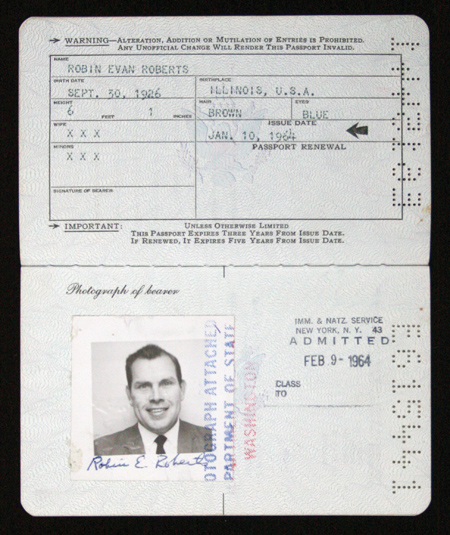 WARNING—ALTERATION, ADDITION OR MUTILATION OF ENTRIES IS PROHIBITED.
ANY UNOFFICIAL CHANGE WILL RENDER THIS PASSPORT INVALID.
NAME
ROBIN EVAN ROBERTS
BIRTH DATE BIRTHPLACE
SEPT. 30, 1926 ILLINOIS, U.S.A.
HEIGHT HAIR EYES
6 FEET 1 INCHES BROWN BLUE
WIFE ISSUE DATE
X X X JAN. 10, 1964
MINORS PASSPORT RENEWAL
X X X
SIGNATURE OF BEARER
IMPORTANT: UNLESS OTHERWISE LIMITED
THIS PASSPORT EXPIRES THREE YEARS FROM ISSUE DATE.
IF RENEWED, IT EXPIRES FIVE YEARS FROM ISSUE DATE.
Photograph of bearer
IMM. & NATZ. SERVICE
NEW YORK, N. Y. 43
ADMITTED
FEB 9 - 1964
CLASS
TO
OTOGRAPH ATTACHED
PARTMENT OF STATE
WASHINGTON
Robin E. Roberts